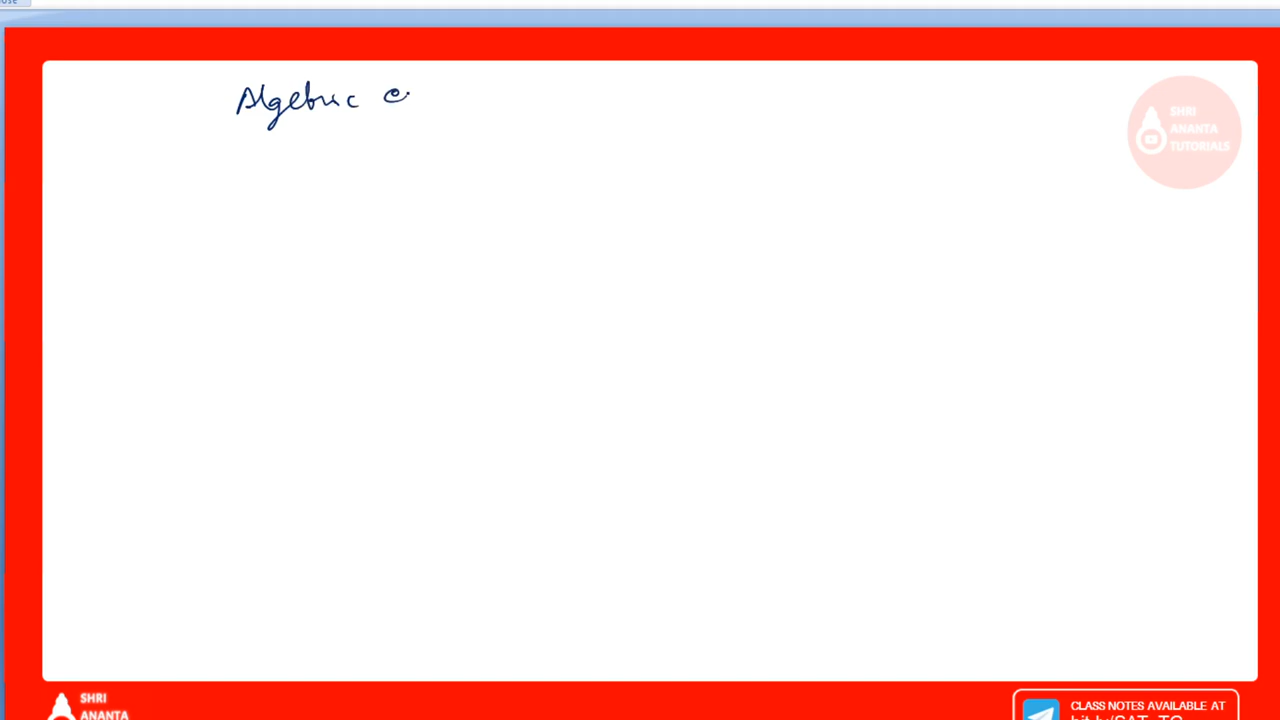 Algebric e
SHRI
ANANTA
TUTORIALS
SHRI
ANANTA
CLASS NOTES AVAILABLE AT